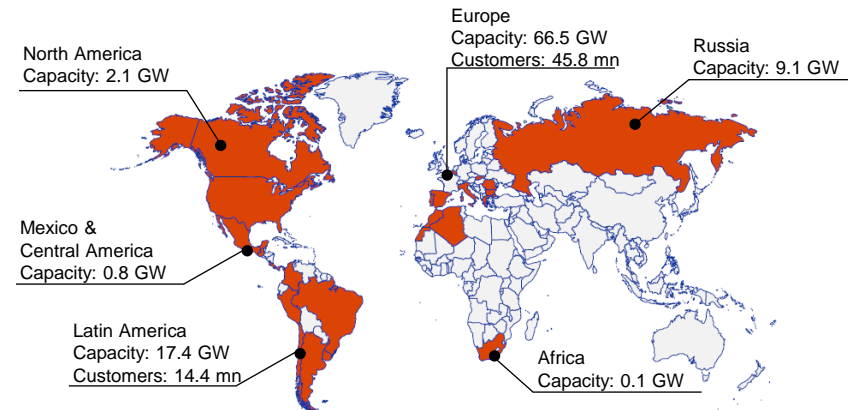 North America
Capacity: 2.1 GW
Europe
Capacity: 66.5 GW
Customers: 45.8 mn
Russia
Capacity: 9.1 GW
Mexico &
Central America
Capacity: 0.8 GW
Latin America
Capacity: 17.4 GW
Customers: 14.4 mn
Africa
Capacity: 0.1 GW